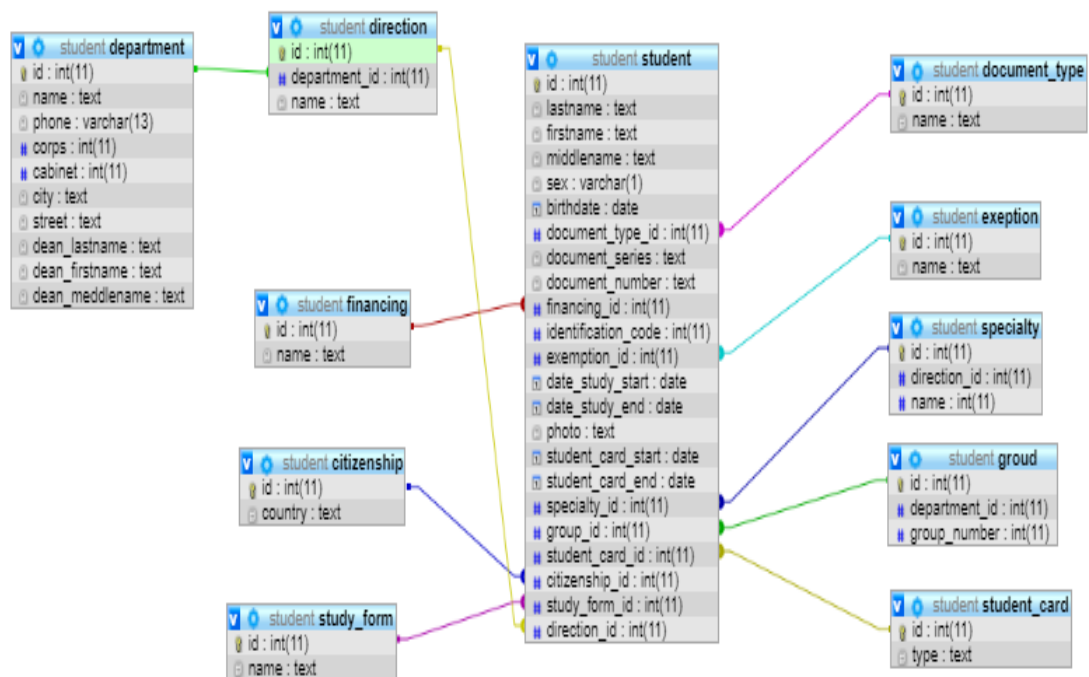 student department
id : int(11)
name : text
phone : varchar(13)
corps : int(11)
cabinet : int(11)
city : text
street : text
dean_lastname : text
dean_firstname : text
dean_meddlename : text
student direction
id : int(11)
department_id : int(11)
name : text
student financing
id : int(11)
name : text
student citizenship
id : int(11)
country : text
student study_form
id : int(11)
name : text
student student
id : int(11)
lastname : text
firstname : text
middlename : text
sex : varchar(1)
birthdate : date
document_type_id : int(11)
document_series : text
document_number : text
financing_id : int(11)
identification_code : int(11)
exemption_id : int(11)
date_study_start : date
date_study_end : date
photo : text
student_card_start : date
student_card_end : date
specialty_id : int(11)
group_id : int(11)
student_card_id : int(11)
citizenship_id : int(11)
study_form_id : int(11)
direction_id : int(11)
student document_type
id : int(11)
name : text
student exeption
id : int(11)
name : text
student specialty
id : int(11)
direction_id : int(11)
name : int(11)
student groud
id : int(11)
department_id : int(11)
group_number : int(11)
student student_card
id : int(11)
type : text